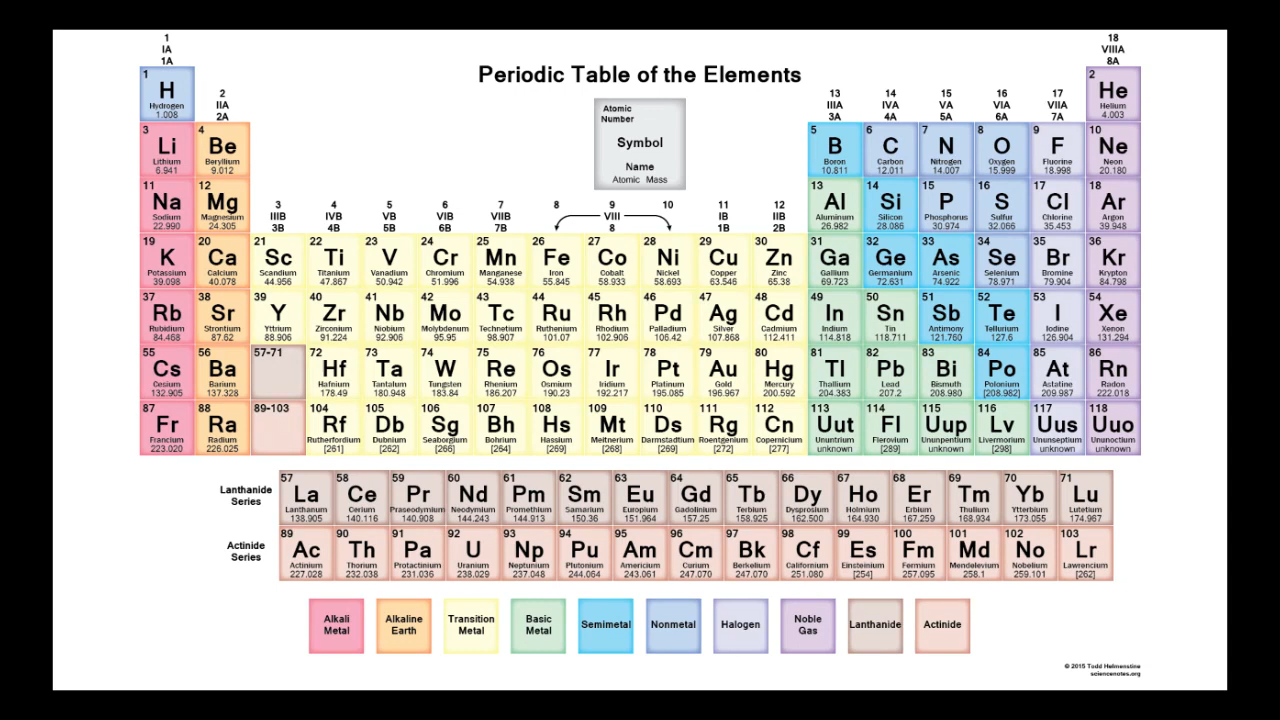 1
IA
1A
18
VIIIA
8A
Periodic Table of the Elements
1
H
Hydrogen
1.008
2
IIA
2A
13
IIIA
3A
14
IVA
4A
15
VA
5A
16
VIA
6A
17
VIIA
7A
2
He
Helium
4.003
Atomic
Number
Symbol
Name
Atomic Mass
3
Li
Lithium
6.941
4
Be
Beryllium
9.012
5
B
Boron
10.811
6
C
Carbon
12.011
7
N
Nitrogen
14.007
8
O
Oxygen
15.999
9
F
Fluorine
18.998
10
Ne
Neon
20.180
11
Na
Sodium
22.990
12
Mg
Magnesium
24.305
3
IIIB
3B
4
IVB
4B
5
VB
5B
6
VIB
6B
7
VIIB
7B
8
9
10
VIII
8
11
IB
1B
12
IIB
2B
13
Al
Aluminum
26.982
14
Si
Silicon
28.086
15
P
Phosphorus
30.974
16
S
Sulfur
32.066
17
Cl
Chlorine
35.453
18
Ar
Argon
39.948
19
K
Potassium
39.098
20
Ca
Calcium
40.078
21
Sc
Scandium
44.956
22
Ti
Titanium
47.867
23
V
Vanadium
50.942
24
Cr
Chromium
51.996
25
Mn
Manganese
54.938
26
Fe
Iron
55.845
27
Co
Cobalt
58.933
28
Ni
Nickel
58.693
29
Cu
Copper
63.546
30
Zn
Zinc
65.38
31
Ga
Gallium
69.723
32
Ge
Germanium
72.631
33
As
Arsenic
74.922
34
Se
Selenium
78.971
35
Br
Bromine
79.904
36
Kr
Krypton
84.798
37
Rb
Rubidium
84.468
38
Sr
Strontium
87.62
39
Y
Yttrium
88.906
40
Zr
Zirconium
91.224
41
Nb
Niobium
92.906
42
Mo
Molybdenum
95.95
43
Tc
Technetium
98.907
44
Ru
Ruthenium
101.07
45
Rh
Rhodium
102.906
46
Pd
Palladium
106.42
47
Ag
Silver
107.868
48
Cd
Cadmium
112.411
49
In
Indium
114.818
50
Sn
Tin
118.711
51
Sb
Antimony
121.760
52
Te
Tellurium
127.6
53
I
Iodine
126.904
54
Xe
Xenon
131.294
55
Cs
Cesium
132.905
56
Ba
Barium
137.328
57-71
72
Hf
Hafnium
178.49
73
Ta
Tantalum
180.948
74
W
Tungsten
183.84
75
Re
Rhenium
186.207
76
Os
Osmium
190.23
77
Ir
Iridium
192.217
78
Pt
Platinum
195.085
79
Au
Gold
196.967
80
Hg
Mercury
200.592
81
Tl
Thallium
204.383
82
Pb
Lead
207.2
83
Bi
Bismuth
208.980
84
Po
Polonium
[208.982]
85
At
Astatine
209.987
86
Rn
Radon
222.018
87
Fr
Francium
223.020
88
Ra
Radium
226.025
89-103
104
Rf
Rutherfordium
[261]
105
Db
Dubnium
[262]
106
Sg
Seaborgium
[266]
107
Bh
Bohrium
[264]
108
Hs
Hassium
[269]
109
Mt
Meitnerium
[268]
110
Ds
Darmstadtium
[269]
111
Rg
Roentgenium
[272]
112
Cn
Copernicium
[277]
113
Uut
Ununtrium
unknown
114
Fl
Flerovium
[289]
115
Uup
Ununpentium
unknown
116
Lv
Livermorium
[298]
117
Uus
Ununseptium
unknown
118
Uuo
Ununoctium
unknown
Lanthanide
Series
57
La
Lanthanum
138.905
58
Ce
Cerium
140.116
59
Pr
Praseodymium
140.908
60
Nd
Neodymium
144.243
61
Pm
Promethium
144.913
62
Sm
Samarium
150.36
63
Eu
Europium
151.964
64
Gd
Gadolinium
157.25
65
Tb
Terbium
158.925
66
Dy
Dysprosium
162.500
67
Ho
Holmium
164.930
68
Er
Erbium
167.259
69
Tm
Thulium
168.934
70
Yb
Ytterbium
173.055
71
Lu
Lutetium
174.967
Actinide
Series
89
Ac
Actinium
227.028
90
Th
Thorium
232.038
91
Pa
Protactinium
231.036
92
U
Uranium
238.029
93
Np
Neptunium
237.048
94
Pu
Plutonium
244.064
95
Am
Americium
243.061
96
Cm
Curium
247.070
97
Bk
Berkelium
247.070
98
Cf
Californium
251.080
99
Es
Einsteinium
[254]
100
Fm
Fermium
257.095
101
Md
Mendelevium
258.1
102
No
Nobelium
259.101
103
Lr
Lawrencium
[262]
Alkali
Metal
Alkaline
Earth
Transition
Metal
Basic
Metal
Semimetal
Nonmetal
Halogen
Noble
Gas
Lanthanide
Actinide
© 2015 Todd Helmenstine
sciencenotes.org